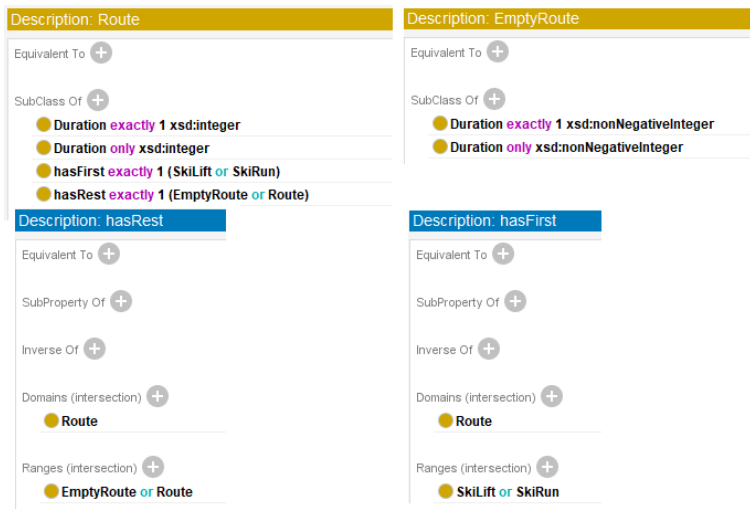 Description: Route
Equivalent To
SubClass Of
Duration exactly 1 xsd:integer
Duration only xsd:integer
hasFirst exactly 1 (SkiLift or SkiRun)
hasRest exactly 1 (EmptyRoute or Route)
Description: EmptyRoute
Equivalent To
SubClass Of
Duration exactly 1 xsd:nonNegativeInteger
Duration only xsd:nonNegativeInteger
Description: hasRest
Equivalent To
SubProperty Of
Inverse Of
Domains (intersection)
Route
Ranges (intersection)
EmptyRoute or Route
Description: hasFirst
Equivalent To
SubProperty Of
Inverse Of
Domains (intersection)
Route
Ranges (intersection)
SkiLift or SkiRun